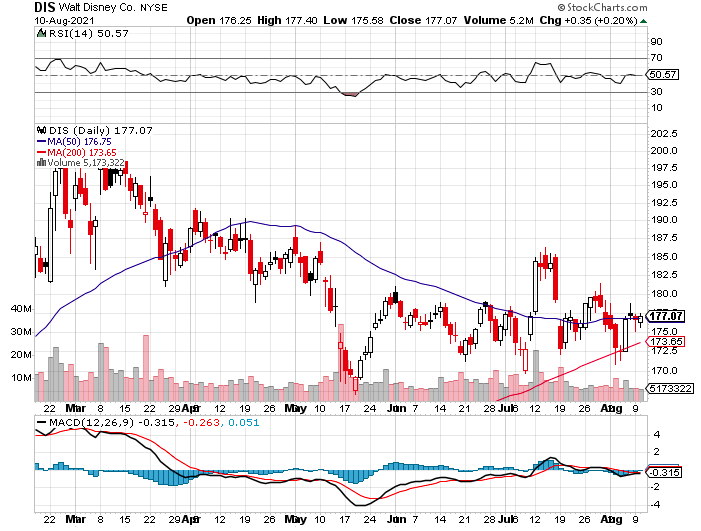 DIS Walt Disney Co. NYSE © StockCharts.com
10-Aug-2021 Open 176.25 High 177.40 Low 175.58 Close 177.07 Volume 5.2M Chg +0.35 (+0.20%)
RSI(14) 50.57
90
70
50.57
30
10
DIS (Daily) 177.07
MA(50) 176.75
MA(200) 173.65
Volume 5,173,322
202.5
200.0
197.5
195.0
192.5
190.0
187.5
185.0
182.5
180.0
177.07
175.0
173.65
172.5
170.0
5173322
40M
30M
20M
10M
22 Mar 8 15 22 29 Apr 12 19 26 May 10 17 24 Jun 7 14 21 28 Jul 6 12 19 26 Aug 9
MACD(12,26,9) -0.315, -0.263, 0.051
4
2
-0.315
-2
-4
22 Mar 8 15 22 29 Apr 12 19 26 May 10 17 24 Jun 7 14 21 28 Jul 6 12 19 26 Aug 9